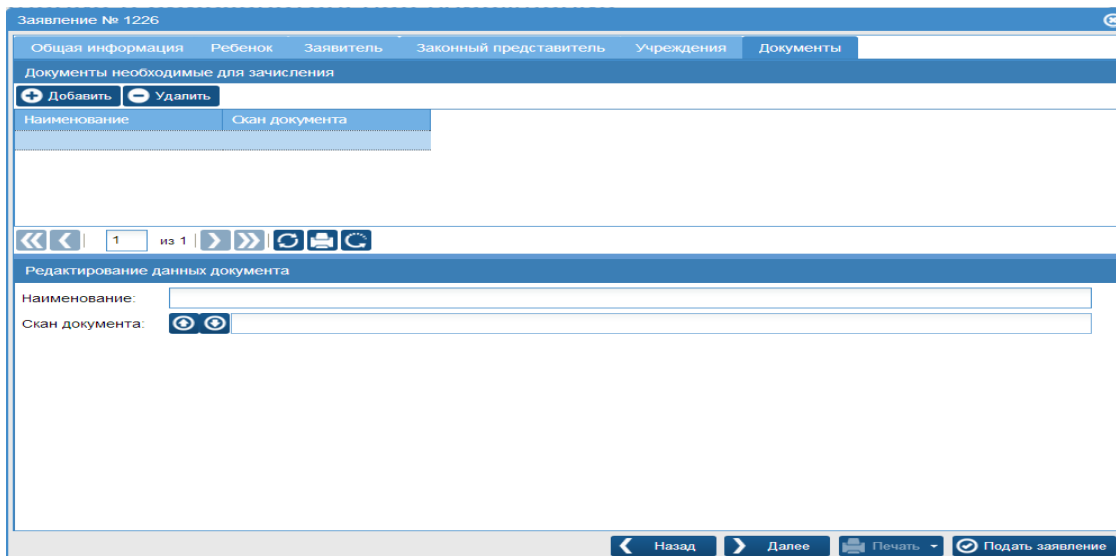 Заявление № 1226
Общая информация Ребенок Заявитель Законный представитель Учреждения Документы
Документы необходимые для зачисления
Добавить Удалить
Наименование Скан документа
1 из 1
Редактирование данных документа
Наименование:
Скан документа:
Назад Далее Печать Подать заявление